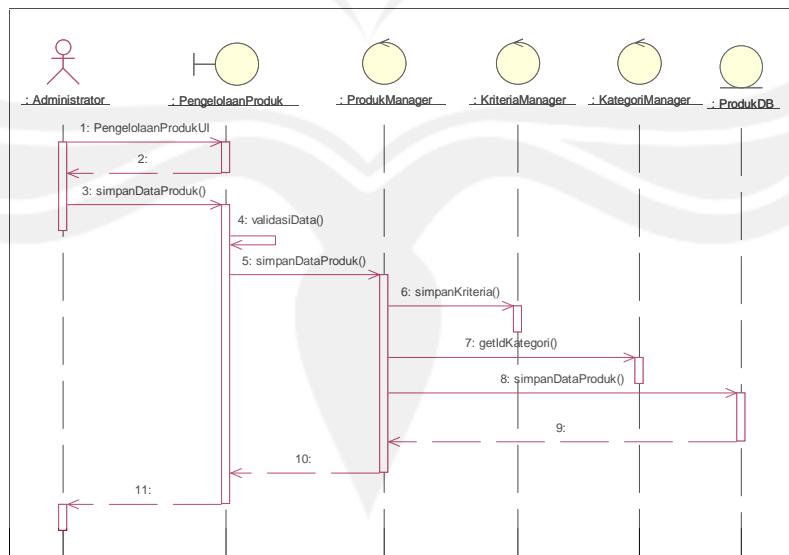 : Administrator
: PengelolaanProduk
: ProdukManager
: KriteriaManager
: KategoriManager
: ProdukDB
1: PengelolaanProdukUI
2:
3: simpanDataProduk()
4: validasiData()
5: simpanDataProduk()
6: simpanKriteria()
7: getIdKategori()
8: simpanDataProduk()
9:
10:
11: